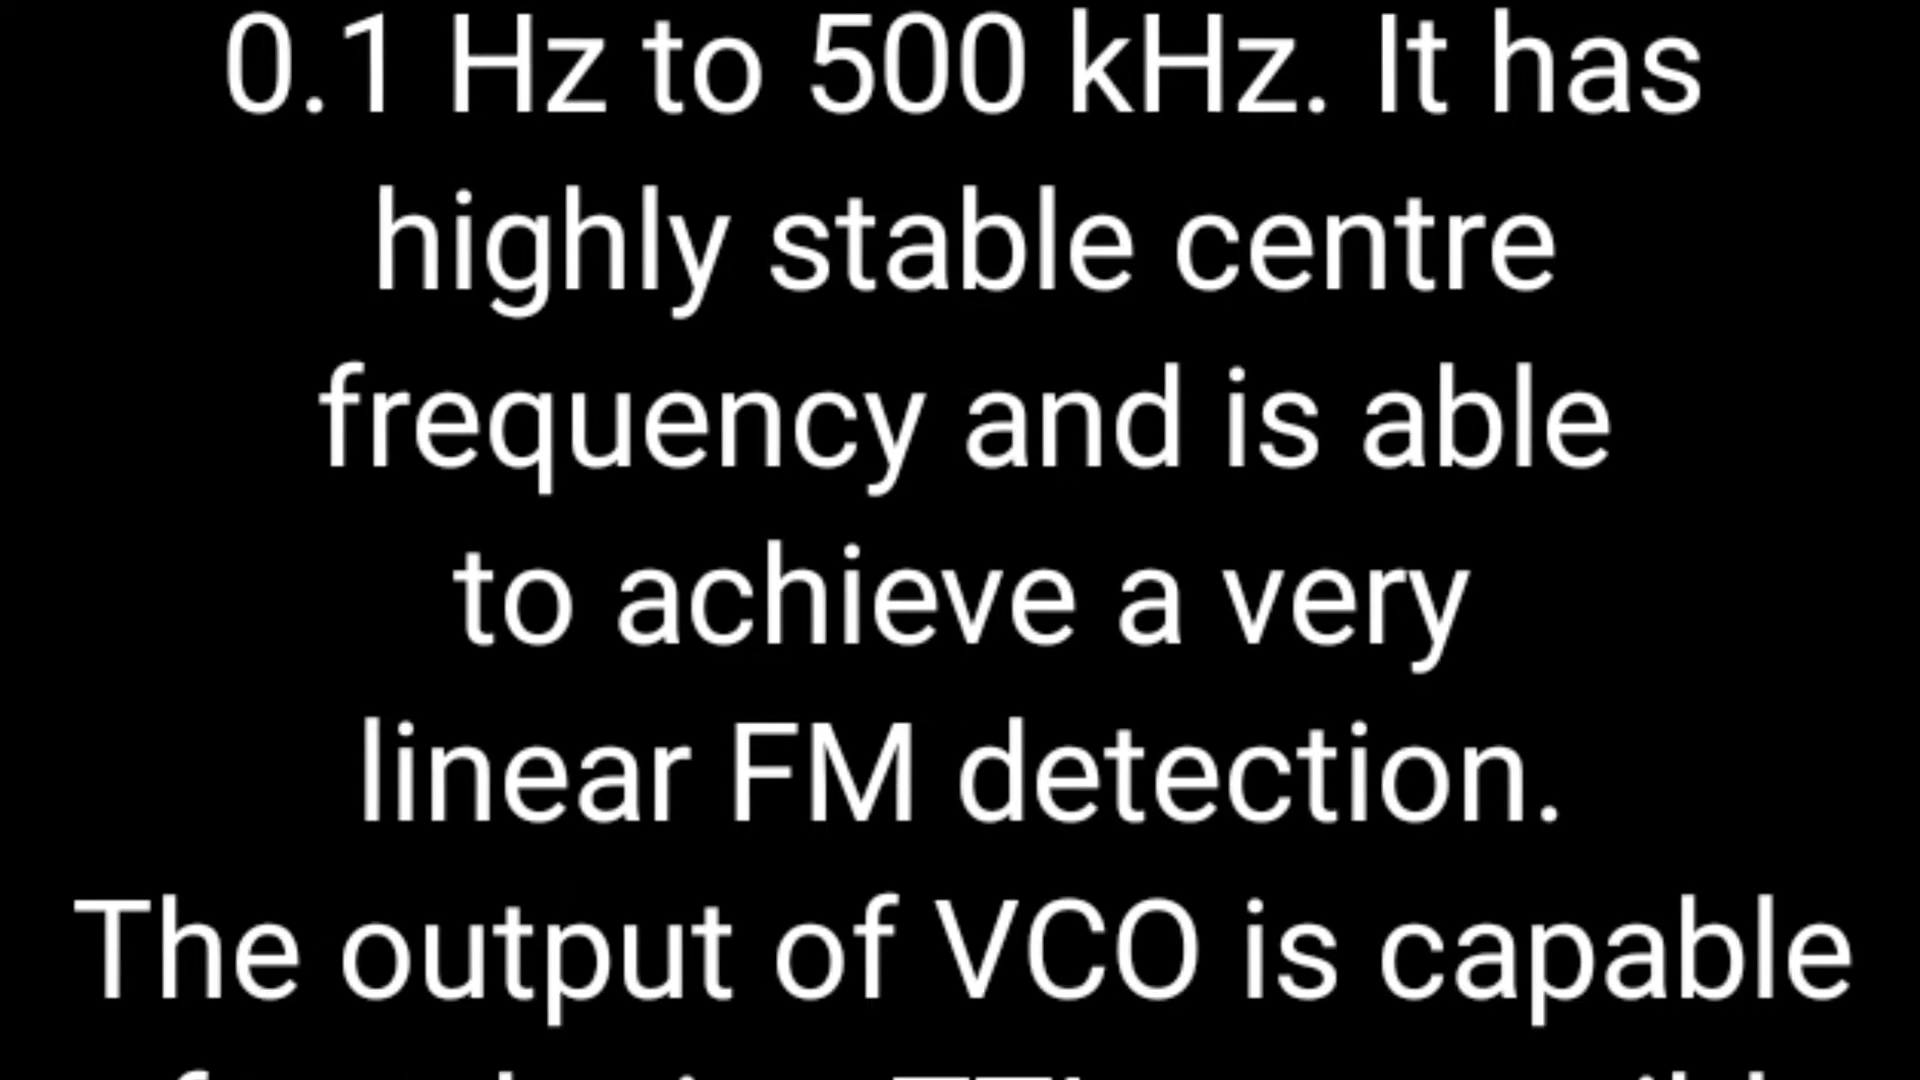 0.1 Hz to 500 kHz. It has
highly stable centre
frequency and is able
to achieve a very
linear FM detection.
The output of VCO is capable